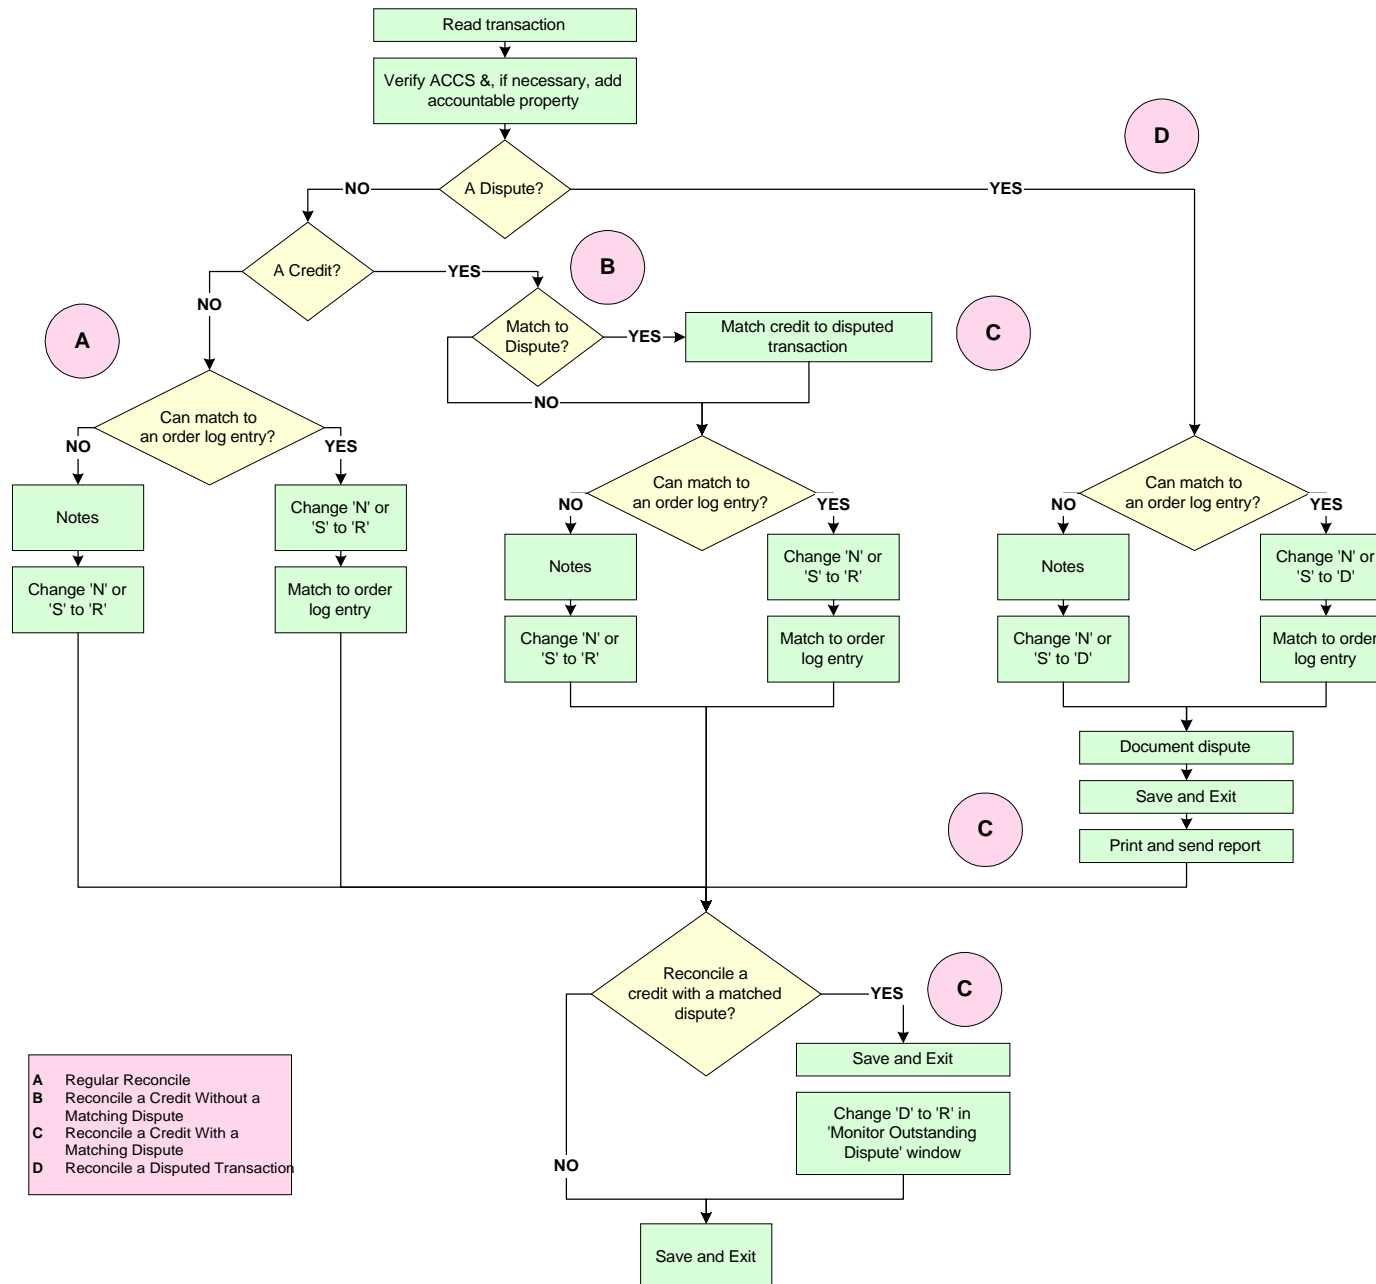 Read transaction
Verify ACCS &, if necessary, add
accountable property
D
NO
A Dispute?
YES
B
A Credit?
YES
NO
A
Match to
Dispute?
YES
Match credit to disputed
transaction
C
NO
Can match to
an order log entry?
NO
YES
Can match to
an order log entry?
NO
YES
Can match to
an order log entry?
NO
YES
Notes
Change 'N' or
'S' to 'R'
Change 'N' or
'S' to 'R'
Match to order
log entry
Notes
Change 'N' or
'S' to 'R'
Change 'N' or
'S' to 'R'
Match to order
log entry
Notes
Change 'N' or
'S' to 'D'
Change 'N' or
'S' to 'D'
Match to order
log entry
Document dispute
Save and Exit
C
Print and send report
Reconcile a
credit with a matched
dispute?
YES
C
Save and Exit
Change 'D' to 'R' in
'Monitor Outstanding
Dispute' window
NO
Save and Exit
A Regular Reconcile
B Reconcile a Credit Without a
Matching Dispute
C Reconcile a Credit With a
Matching Dispute
D Reconcile a Disputed Transaction